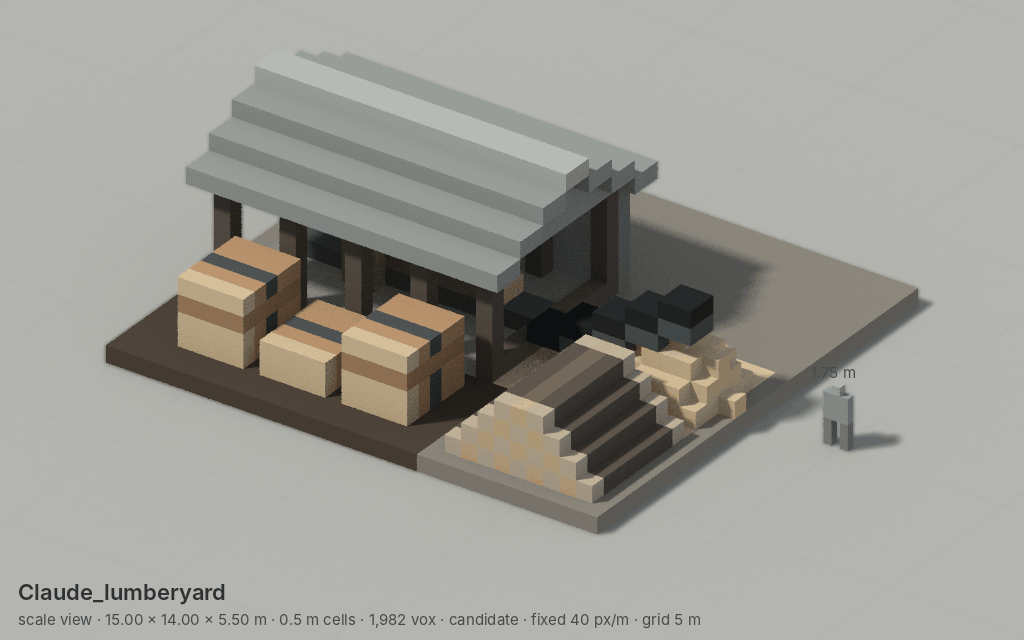 1.75 m
Claude_lumberyard
scale view · 15.00 × 14.00 × 5.50 m · 0.5 m cells · 1,982 vox · candidate · fixed 40 px/m · grid 5 m